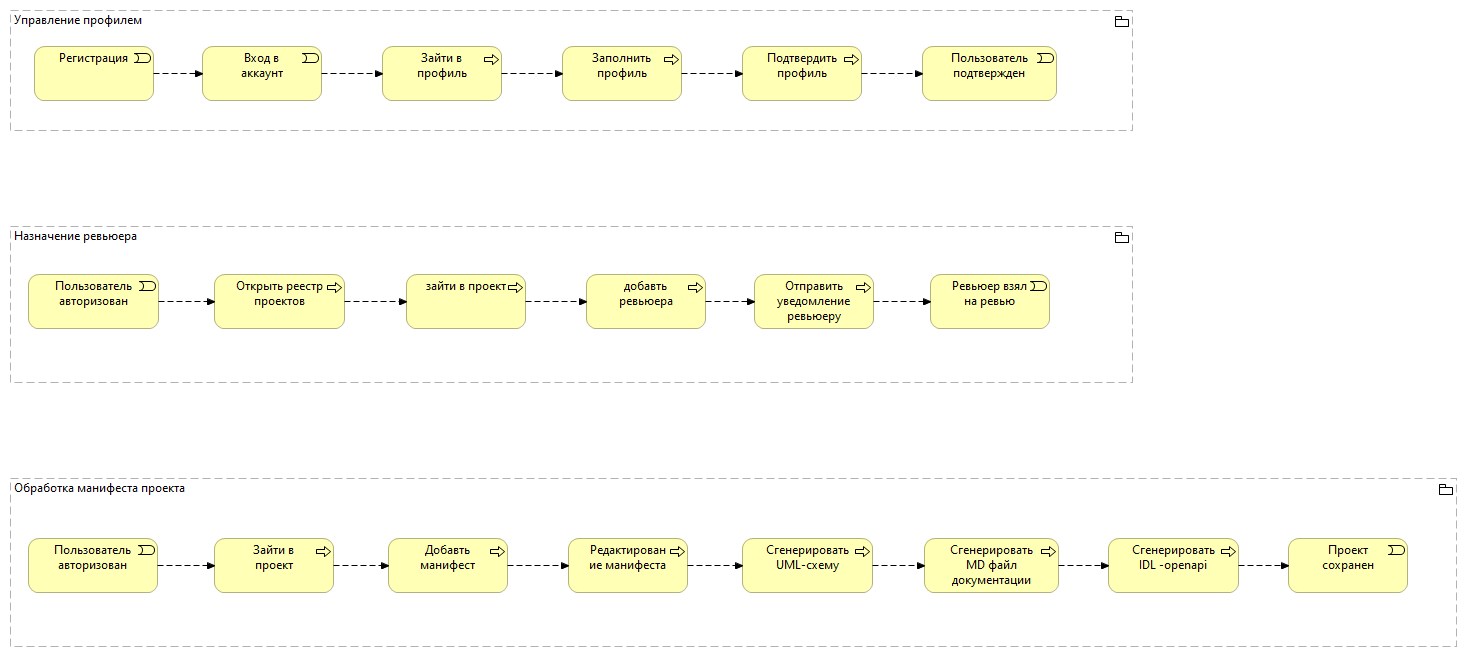 Управление профилем
Регистрация
Вход в
аккаунт
Зайти в
профиль
Заполнить
профиль
Подтвердить
профиль
Пользователь
подтвержден
Назначение ревьюера
Пользователь
авторизован
Открыть реестр
проектов
зайти в проект
добавть
ревьюера
Отправить
уведомление
ревьюеру
Ревьюер взял
на ревью
Обработка манифеста проекта
Пользователь
авторизован
Зайти в
проект
Добавть
манифест
Редактирован
ие манифеста
Сгенерировать
UML-схему
Сгенерировать
MD файл
документации
Сгенерировать
IDL -openapi
Проект
сохранен